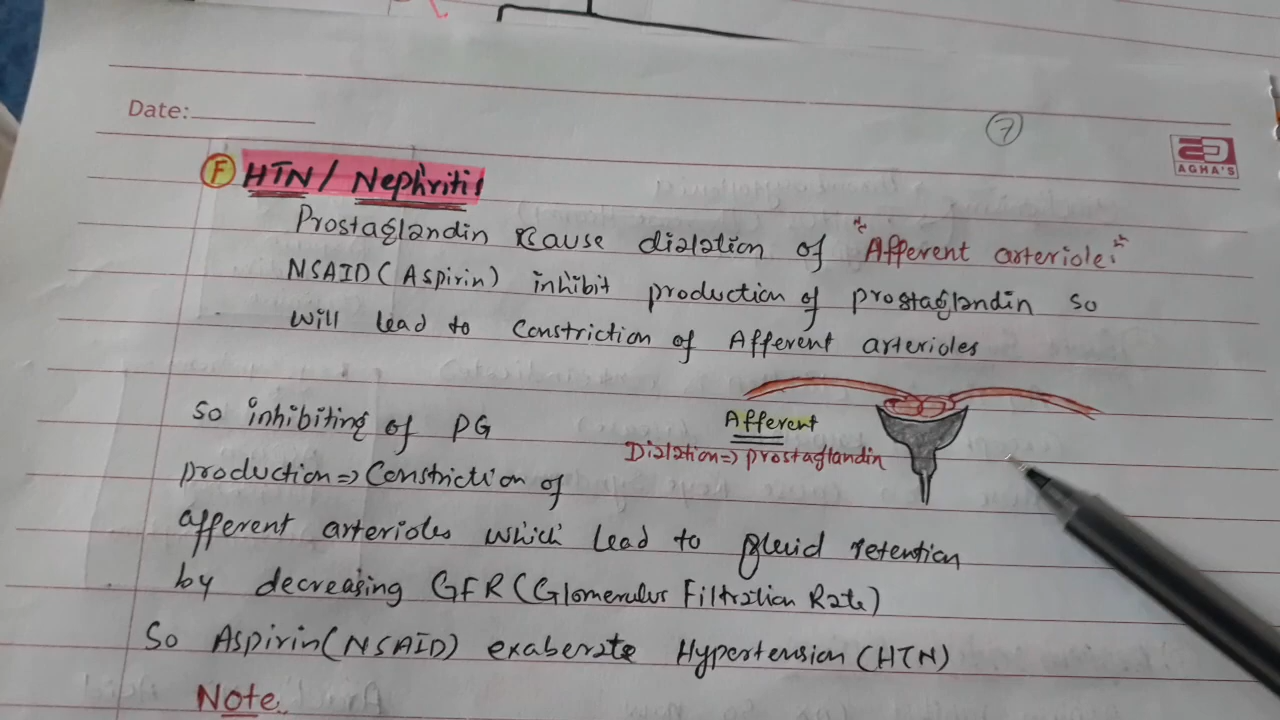 Date:
7
AGHA'S
F HTN / Nephritis
Prostaglandin cause dialation of "Afferent arteriole"
NSAID (Aspirin) inhibit production of prostaglandin so
will lead to Constriction of Afferent arterioles
Afferent
Dialation => prostaglandin
so inhibiting of PG
production => Constriction of
afferent arterioles which lead to fluid retention
by decreasing GFR (Glomerulus Filtration Rate)
So Aspirin (NSAID) exaberate Hypertension (HTN)
Note